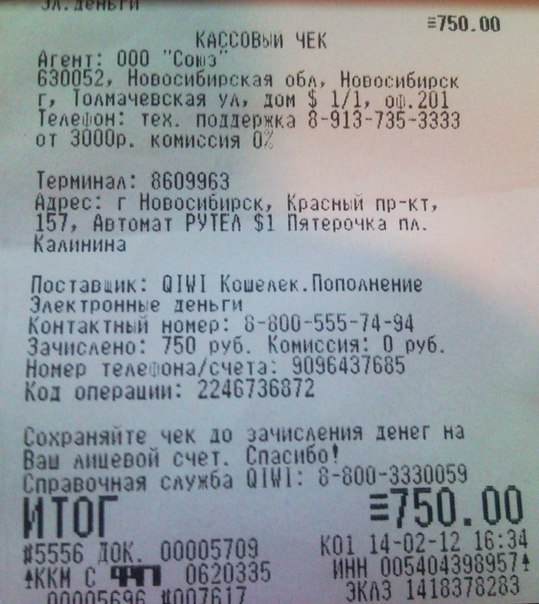 Эл.деньги
≡750.00
КАССОВЫЙ ЧЕК
Агент: ООО "Союз"
630052, Новосибирская обл, Новосибирск
г, Толмачевская ул, дом $ 1/1, оф.201
Телефон: тех. поддержка 8-913-735-3333
от 3000р. комиссия 0%
Терминал: 8609963
Адрес: г Новосибирск, Красный пр-кт,
157, Автомат РУТЕЛ $1 Пятерочка пл.
Калинина
Поставщик: QIWI Кошелек.Пополнение
Электронные деньги
Контактный номер: 8-800-555-74-94
Зачислено: 750 руб. Комиссия: 0 руб.
Номер телефона/счета: 9096437685
Код операции: 2246736872
Сохраняйте чек до зачисления денег на
Ваш лицевой счет. Спасибо!
Справочная служба QIWI: 8-800-3330059
ИТОГ ≡750.00
#5556 ДОК. 00005709 К01 14-02-12 16:34
ККМ С ФП 0620335 ИНН 005404398957
00005696 #007617 ЭКЛЗ 1418378283